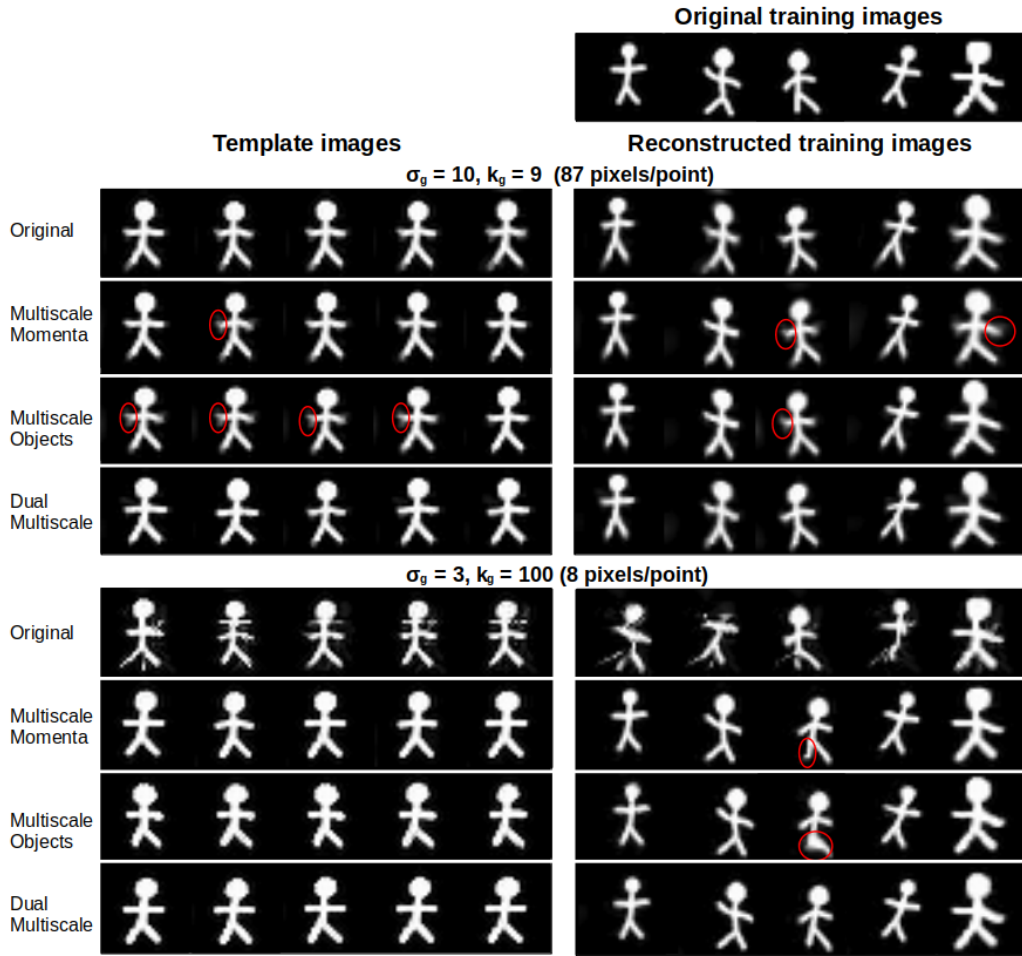 Original training images
Template images
Reconstructed training images
σg = 10, kg = 9 (87 pixels/point)
Original
Multiscale
Momenta
Multiscale
Objects
Dual
Multiscale
σg = 3, kg = 100 (8 pixels/point)
Original
Multiscale
Momenta
Multiscale
Objects
Dual
Multiscale